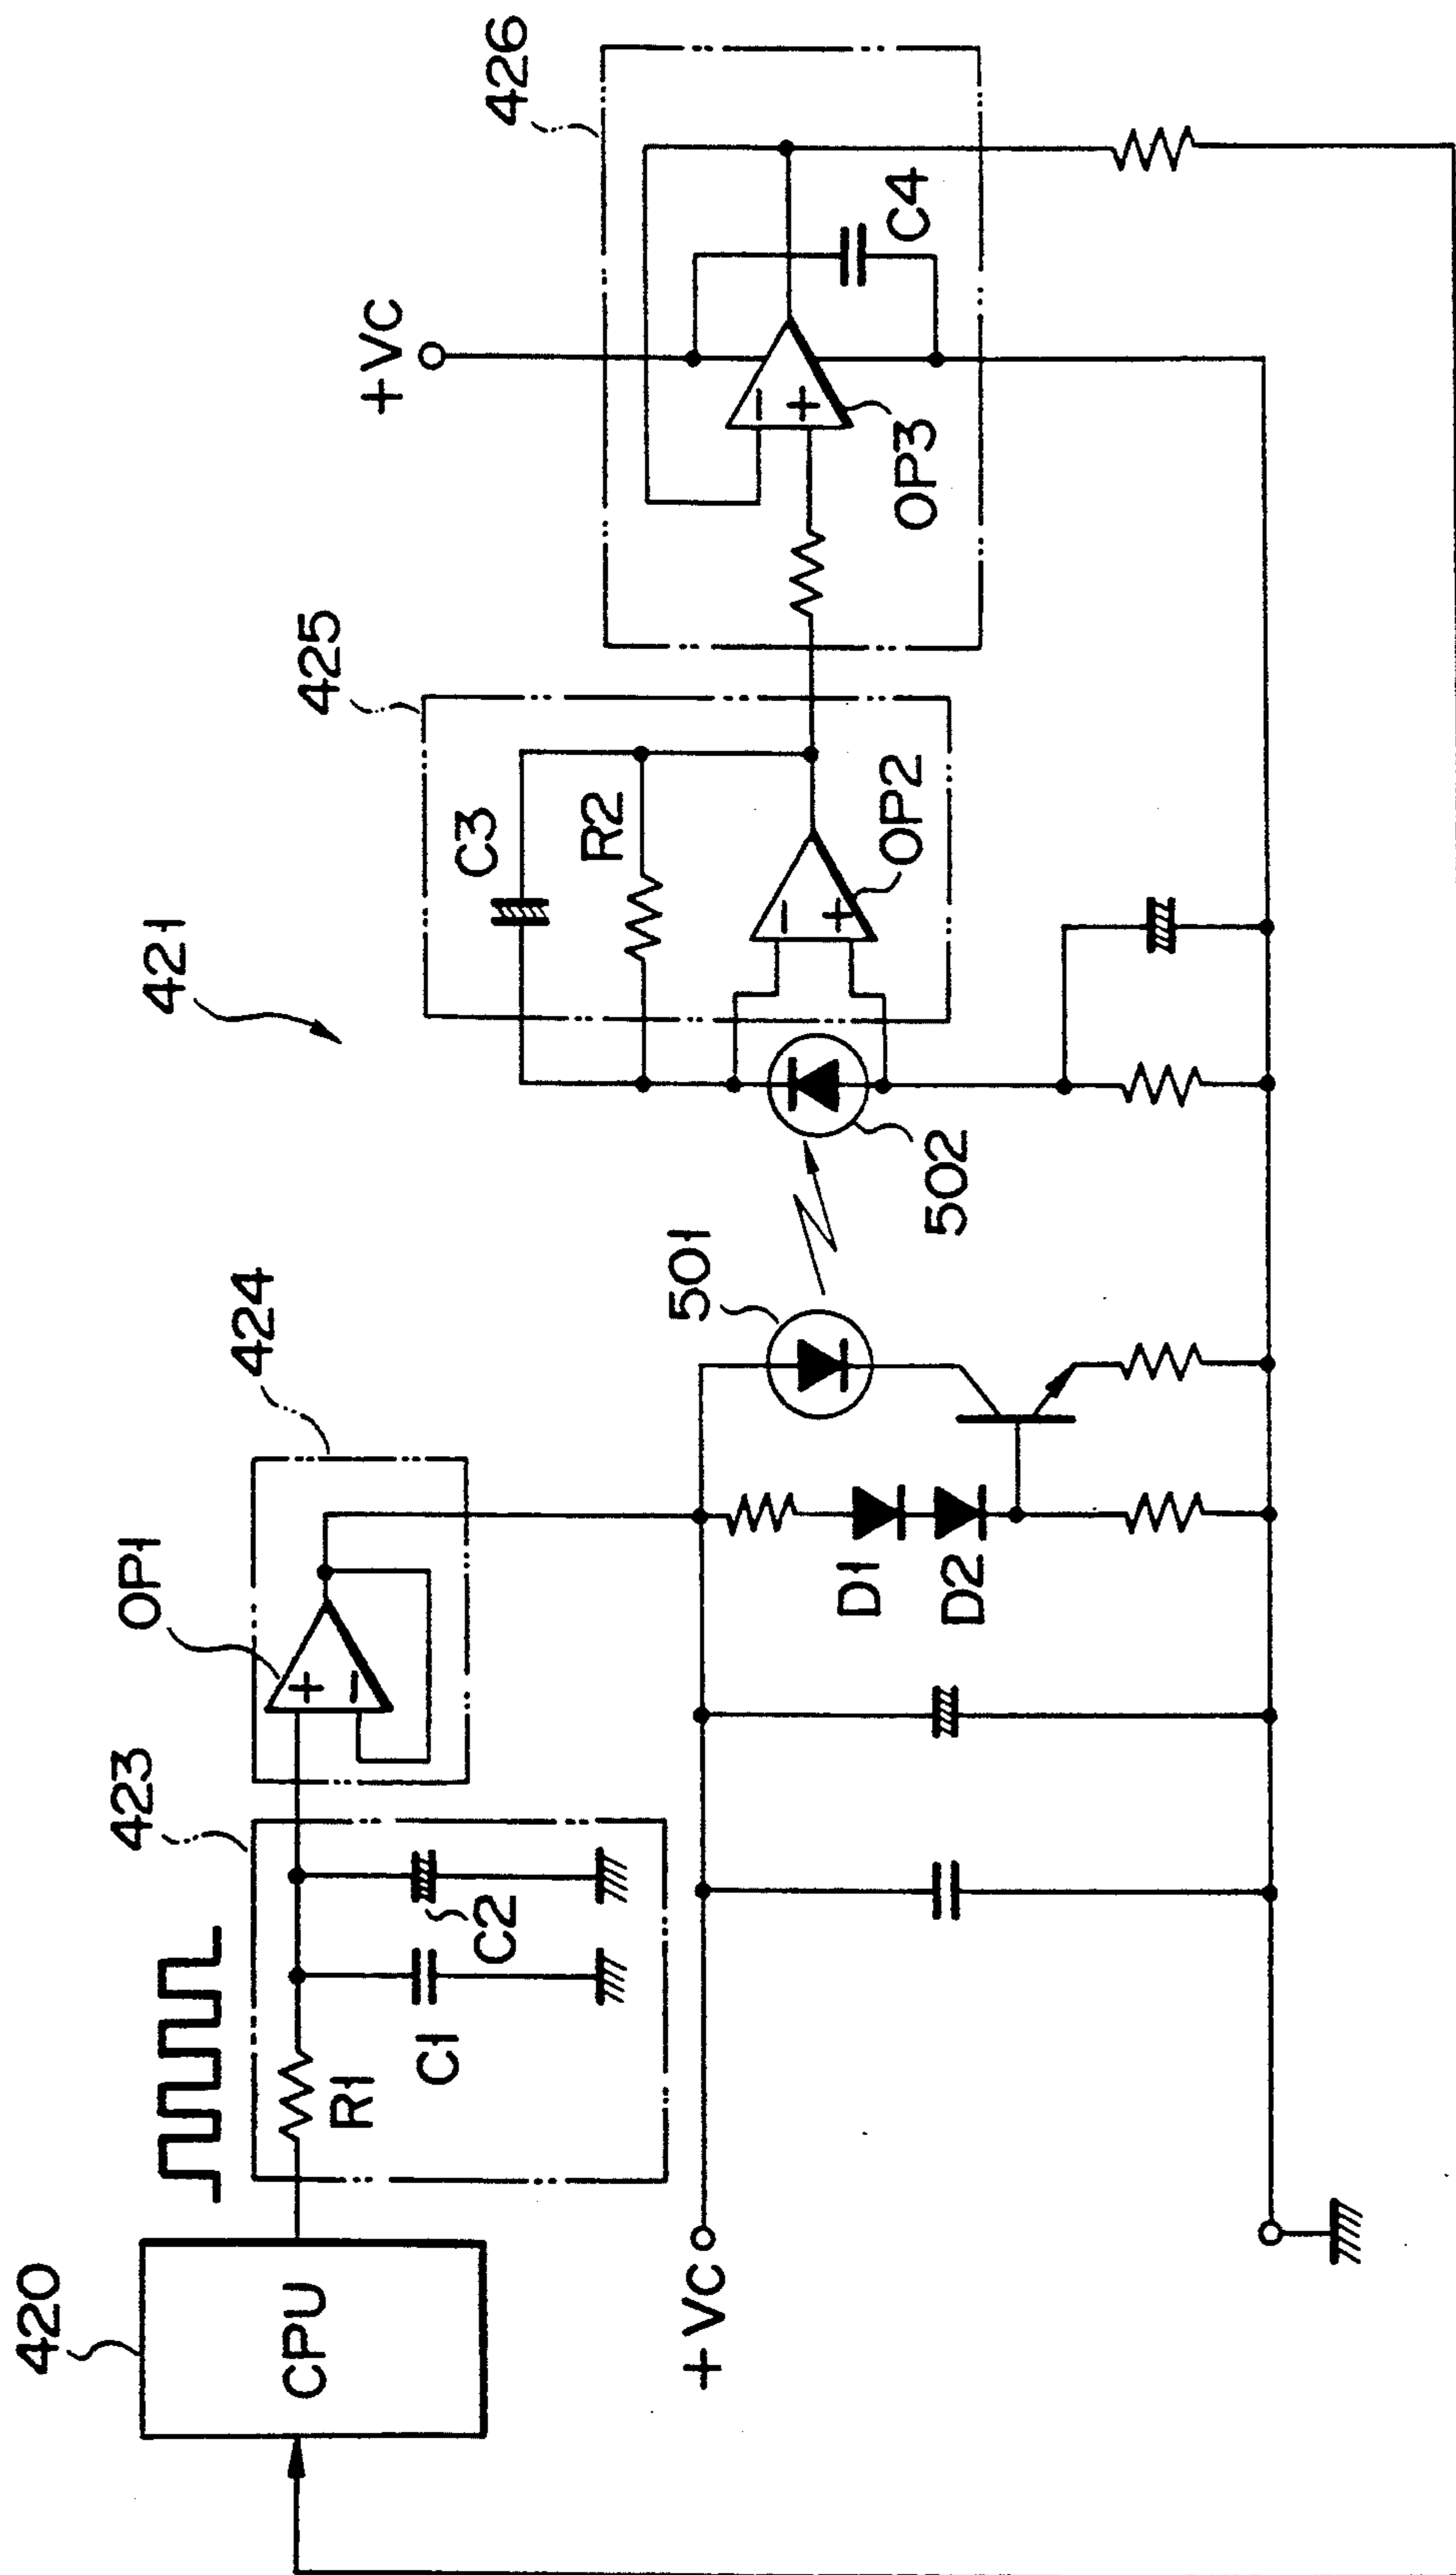 420
CPU
423
R1
C1
C2
424
OP1
+VC
D1
D2
501
502
421
425
C3
R2
−
+
OP2
426
+VC
−
+
OP3
C4
+
−